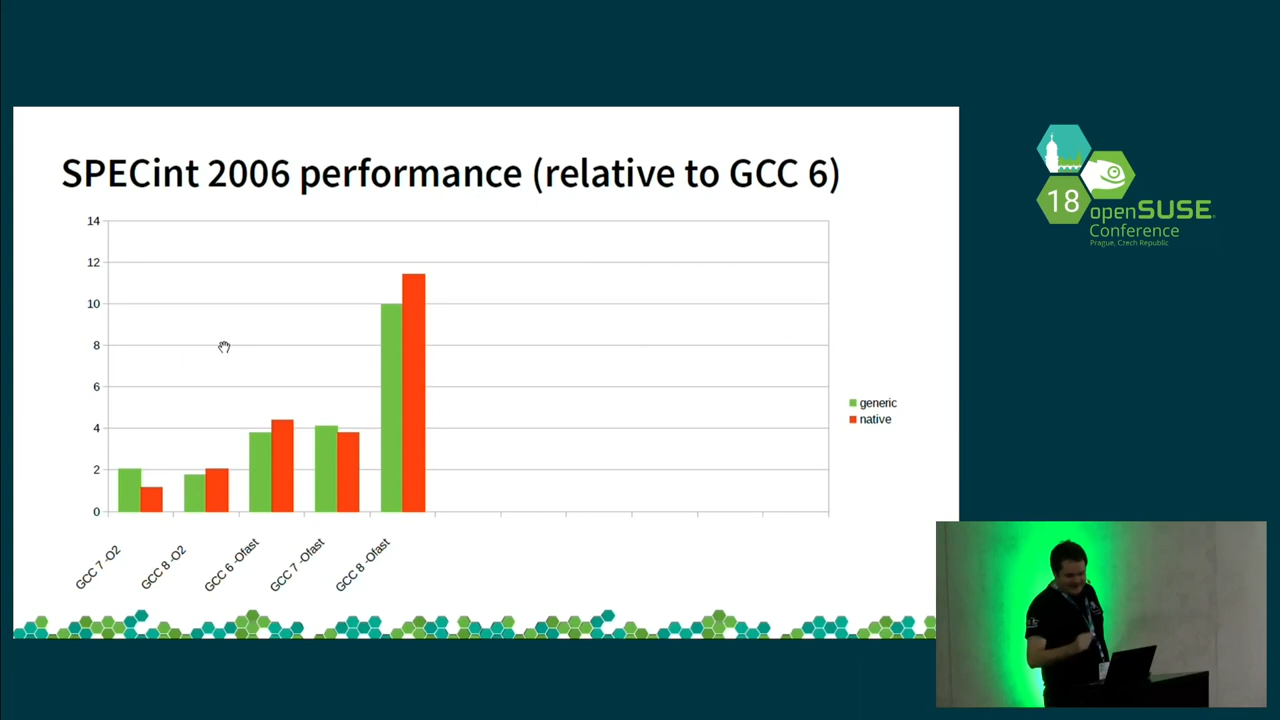 SPECint 2006 performance (relative to GCC 6)
14
12
10
8
6
4
2
0
GCC 7 -O2
GCC 8 -O2
GCC 6 -Ofast
GCC 7 -Ofast
GCC 8 -Ofast
generic
native
18
openSUSE
Conference
Prague, Czech Republic